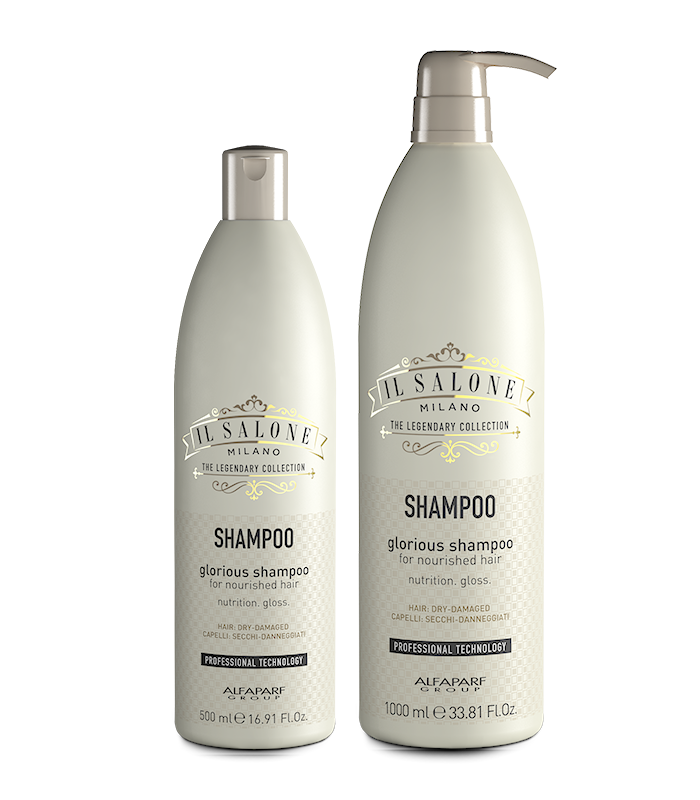 IL SALONE
MILANO
THE LEGENDARY COLLECTION
SHAMPOO
glorious shampoo
for nourished hair
nutrition. gloss.
HAIR: DRY-DAMAGED
CAPELLI: SECCHI-DANNEGGIATI
PROFESSIONAL TECHNOLOGY
ALFAPARF
GROUP
500 ml ℮ 16.91 Fl.Oz.
IL SALONE
MILANO
THE LEGENDARY COLLECTION
SHAMPOO
glorious shampoo
for nourished hair
nutrition. gloss.
HAIR: DRY-DAMAGED
CAPELLI: SECCHI-DANNEGGIATI
PROFESSIONAL TECHNOLOGY
ALFAPARF
GROUP
1000 ml ℮ 33.81 Fl.Oz.